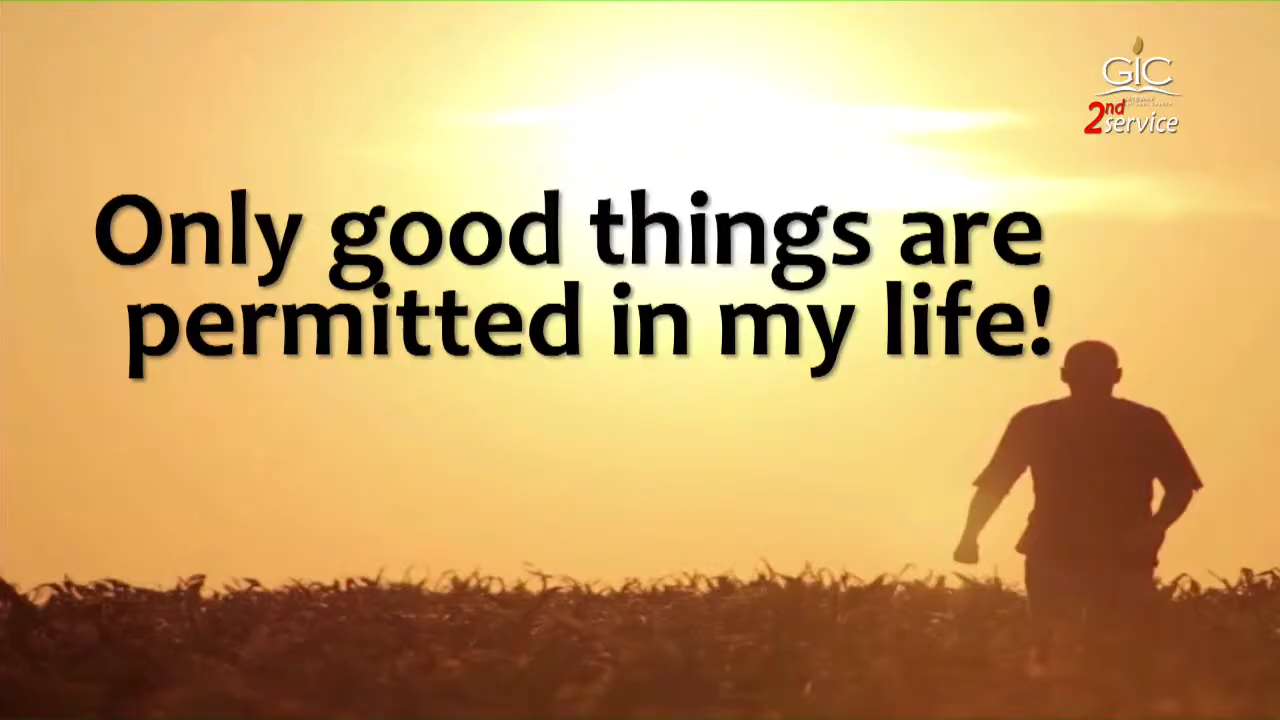 Only good things are
permitted in my life!
GIC
2nd
service